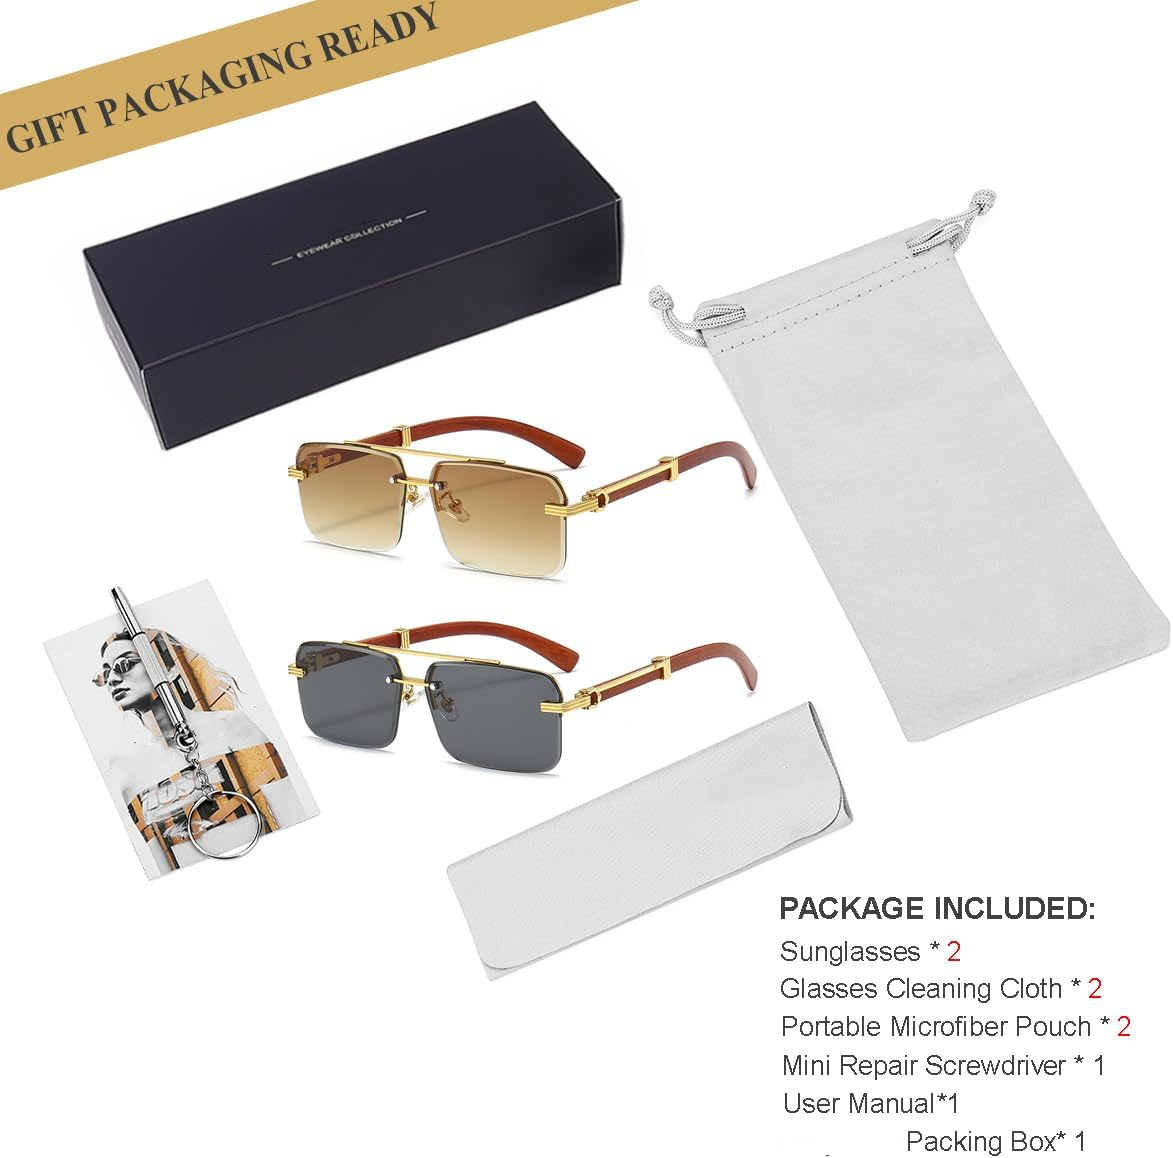 GIFT PACKAGING READY
EYEWEAR COLLECTION
PACKAGE INCLUDED:
Sunglasses * 2
Glasses Cleaning Cloth * 2
Portable Microfiber Pouch * 2
Mini Repair Screwdriver * 1
User Manual*1
Packing Box* 1